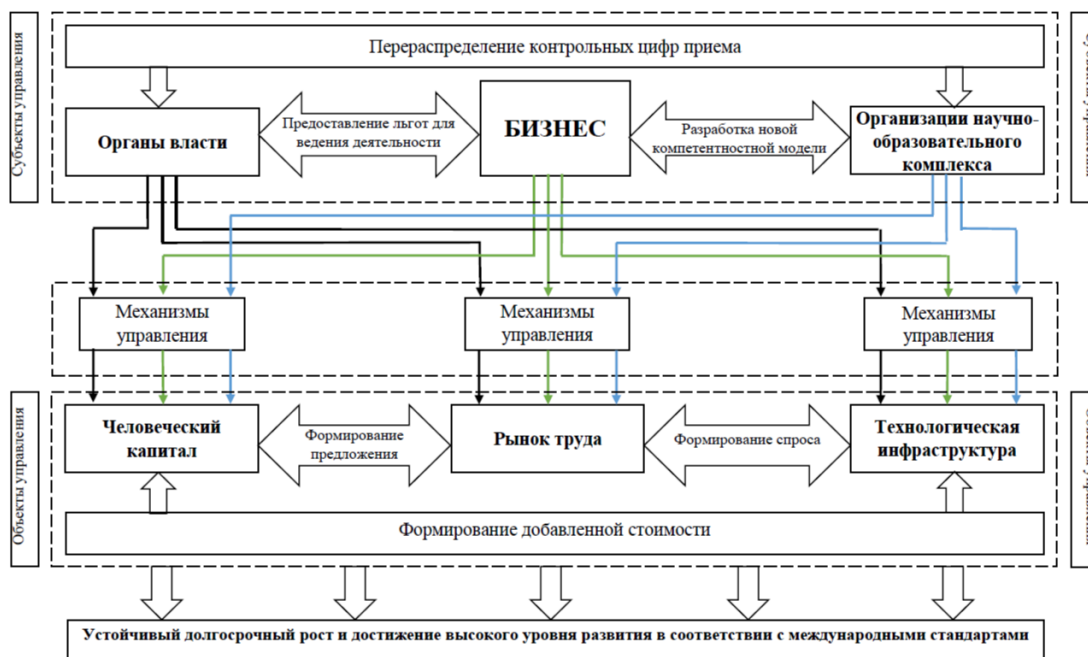 Субъекты управления
Перераспределение контрольных цифр приема
Органы власти
Предоставление льгот для
ведения деятельности
БИЗНЕС
Разработка новой
компетентностной модели
Организации научно-
образовательного
комплекса
Механизмы
управления
Механизмы
управления
Механизмы
управления
Объекты управления
Человеческий
капитал
Формирование
предложения
Рынок труда
Формирование спроса
Технологическая
инфраструктура
Формирование добавленной стоимости
Устойчивый долгосрочный рост и достижение высокого уровня развития в соответствии с международными стандартами